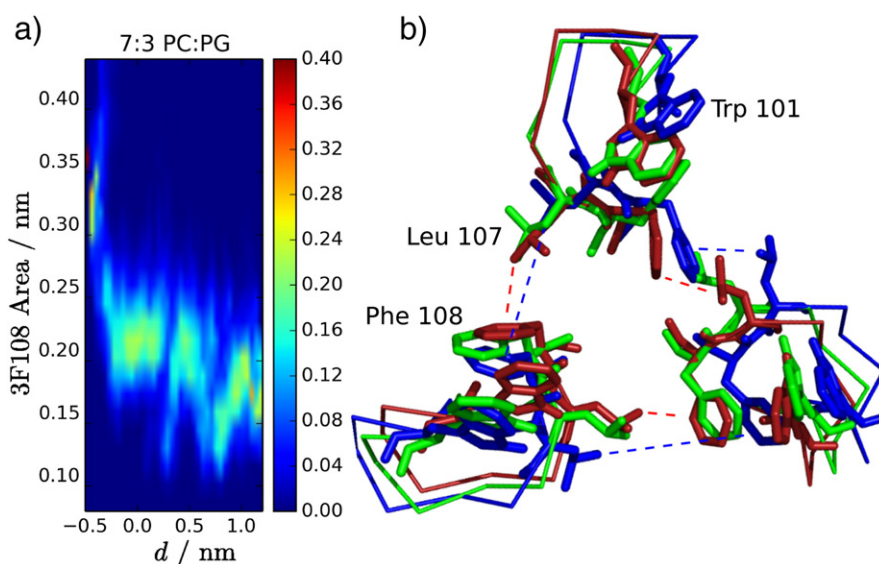 a)
7:3 PC:PG
3F108 Area / nm
0.40
0.35
0.30
0.25
0.20
0.15
0.10
−0.5 0.0 0.5 1.0
d / nm
0.40
0.36
0.32
0.28
0.24
0.20
0.16
0.12
0.08
0.04
0.00
b)
Trp 101
Leu 107
Phe 108